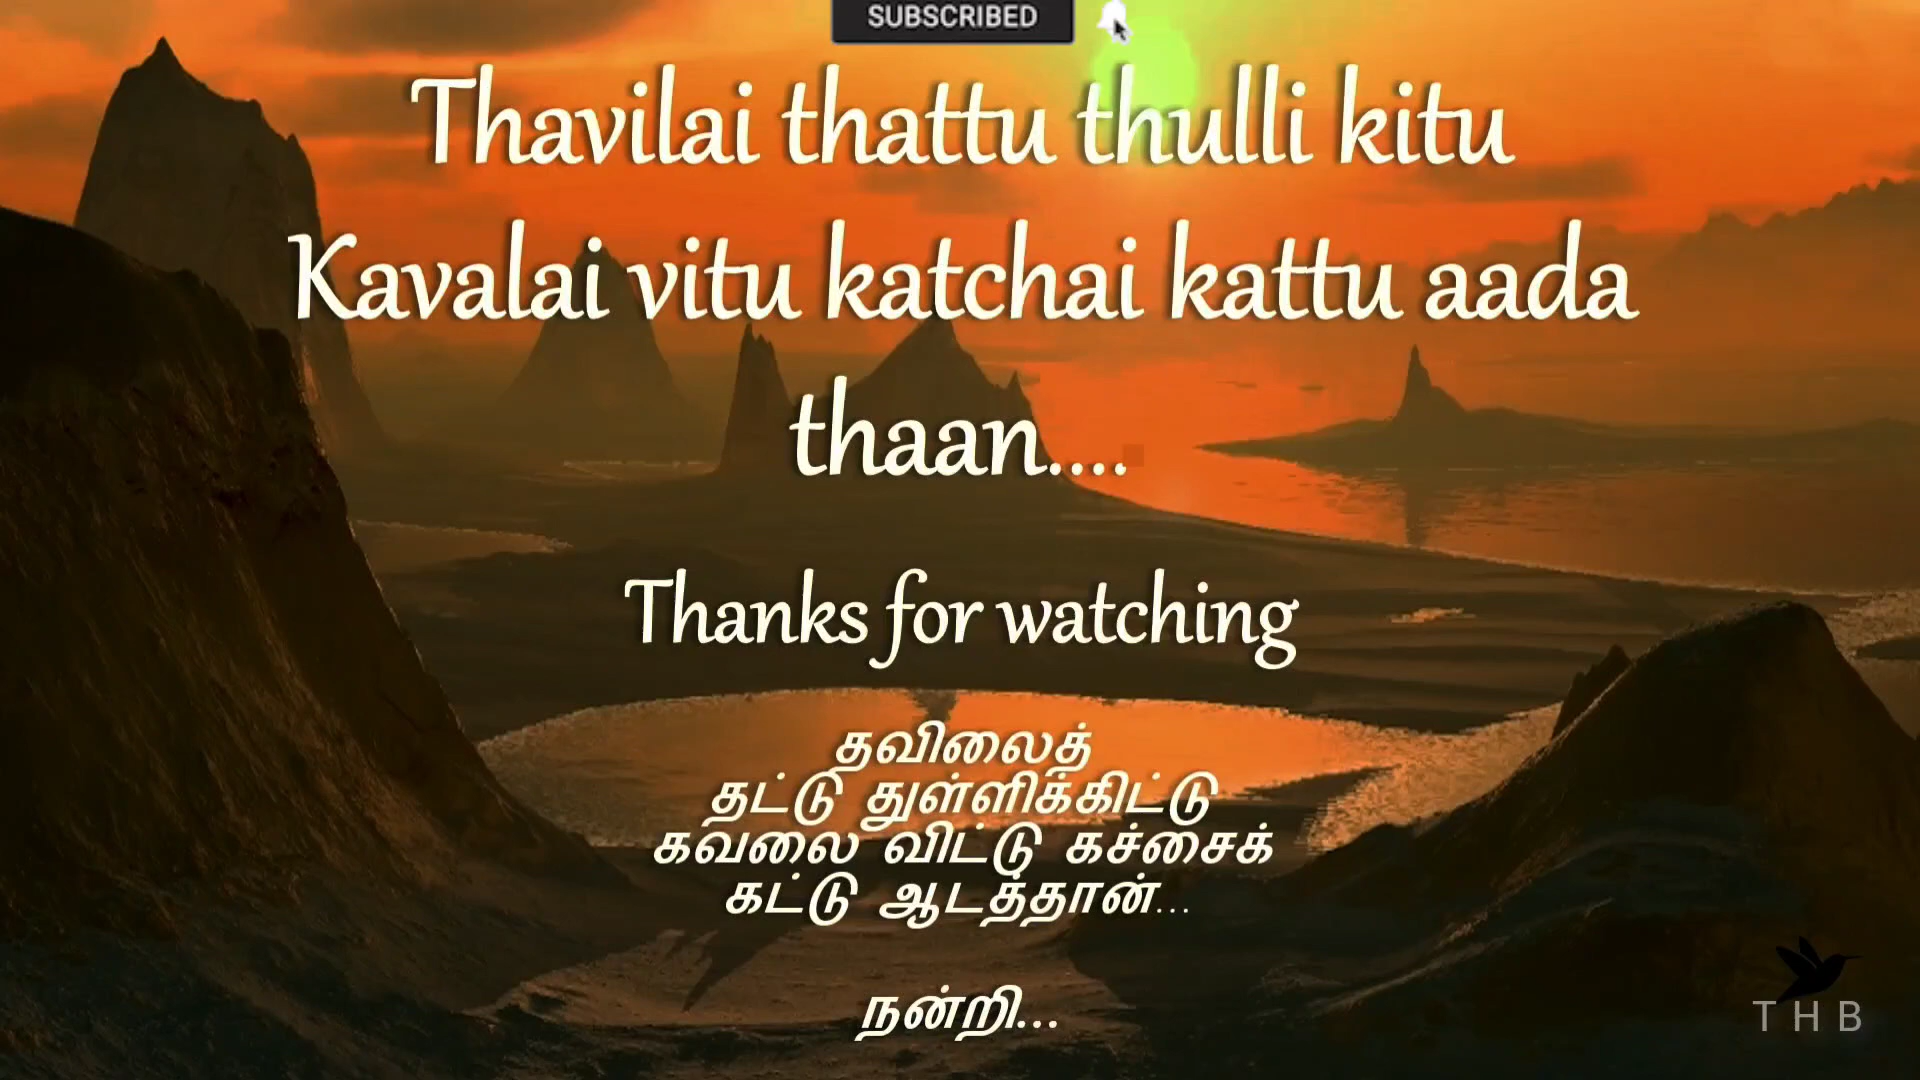 SUBSCRIBED
Thavilai thattu thulli kitu
Kavalai vitu katchai kattu aada
thaan....
Thanks for watching
தவிலைத்
தட்டு துள்ளிக்கிட்டு
கவலை விட்டு கச்சைக்
கட்டு ஆடத்தான்...
நன்றி...
THB